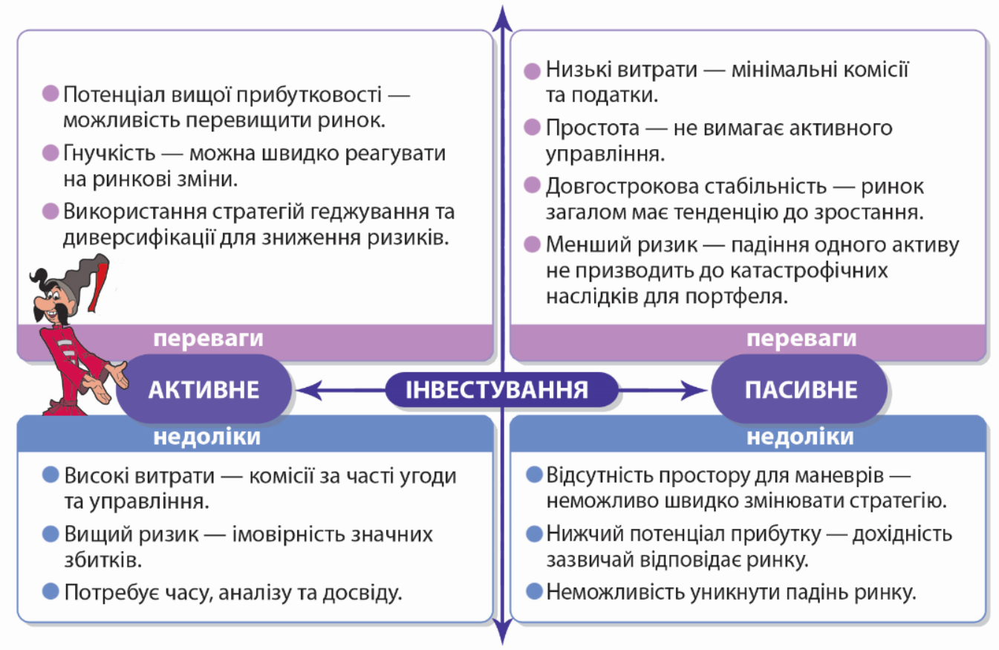 Потенціал вищої прибутковості —
можливість перевищити ринок.
Гнучкість — можна швидко реагувати
на ринкові зміни.
Використання стратегій геджування та
диверсифікації для зниження ризиків.
переваги
Низькі витрати — мінімальні комісії
та податки.
Простота — не вимагає активного
управління.
Довгострокова стабільність — ринок
загалом має тенденцію до зростання.
Менший ризик — падіння одного активу
не призводить до катастрофічних
наслідків для портфеля.
переваги
АКТИВНЕ
ІНВЕСТУВАННЯ
ПАСИВНЕ
недоліки
Високі витрати — комісії за часті угоди
та управління.
Вищий ризик — імовірність значних
збитків.
Потребує часу, аналізу та досвіду.
недоліки
Відсутність простору для маневрів —
неможливо швидко змінювати стратегію.
Нижчий потенціал прибутку — дохідність
зазвичай відповідає ринку.
Неможливість уникнути падінь ринку.